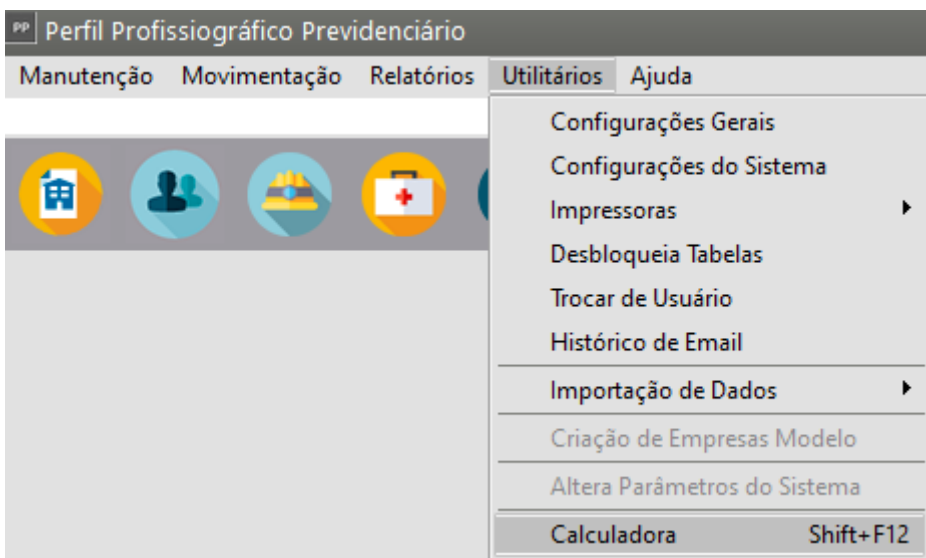 PP Perfil Profissiográfico Previdenciário
Manutenção Movimentação Relatórios Utilitários Ajuda
Configurações Gerais
Configurações do Sistema
Impressoras
Desbloqueia Tabelas
Trocar de Usuário
Histórico de Email
Importação de Dados
Criação de Empresas Modelo
Altera Parâmetros do Sistema
Calculadora Shift+F12